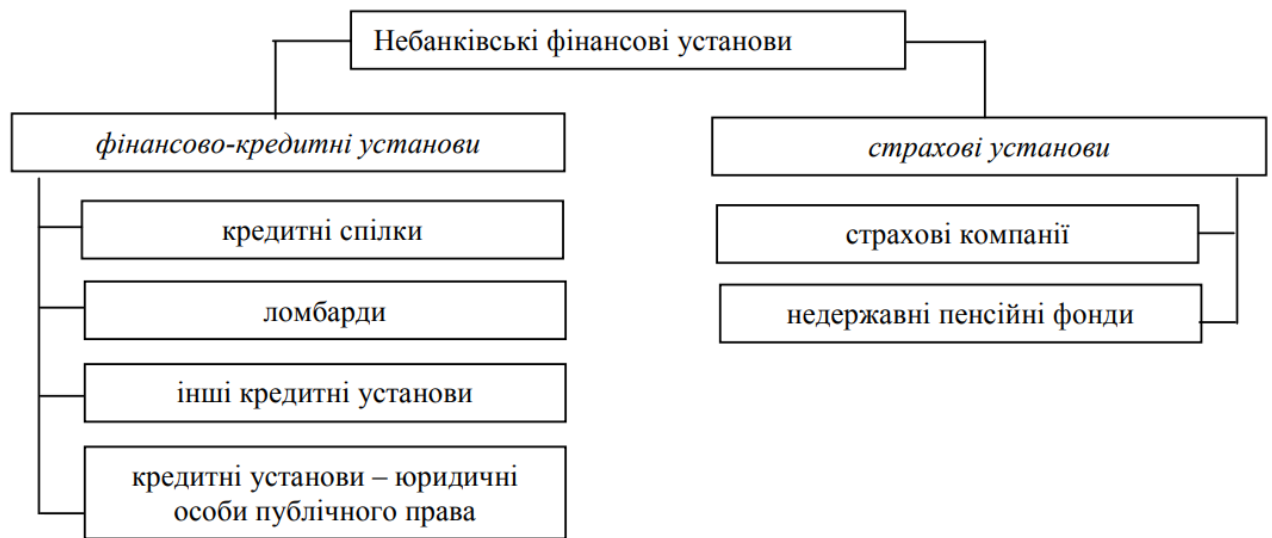 Небанківські фінансові установи
фінансово-кредитні установи
кредитні спілки
ломбарди
інші кредитні установи
кредитні установи – юридичні
особи публічного права
страхові установи
страхові компанії
недержавні пенсійні фонди